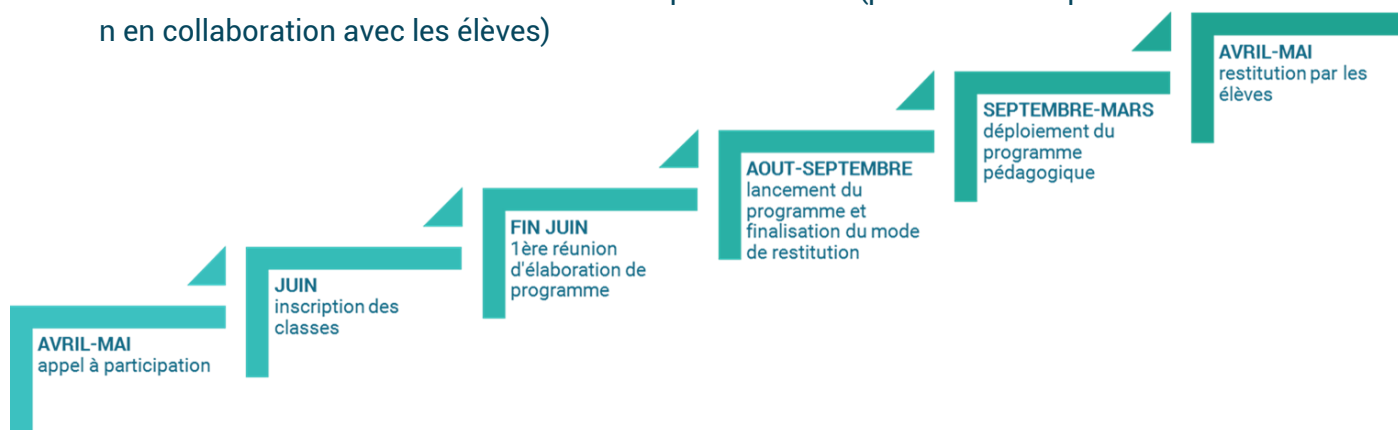 n en collaboration avec les élèves)
AVRIL-MAI
appel à participation
JUIN
inscription des
classes
FIN JUIN
1ère réunion
d'élaboration de
programme
AOUT-SEPTEMBRE
lancement du
programme et
finalisation du mode
de restitution
SEPTEMBRE-MARS
déploiement du
programme
pédagogique
AVRIL-MAI
restitution par les
élèves